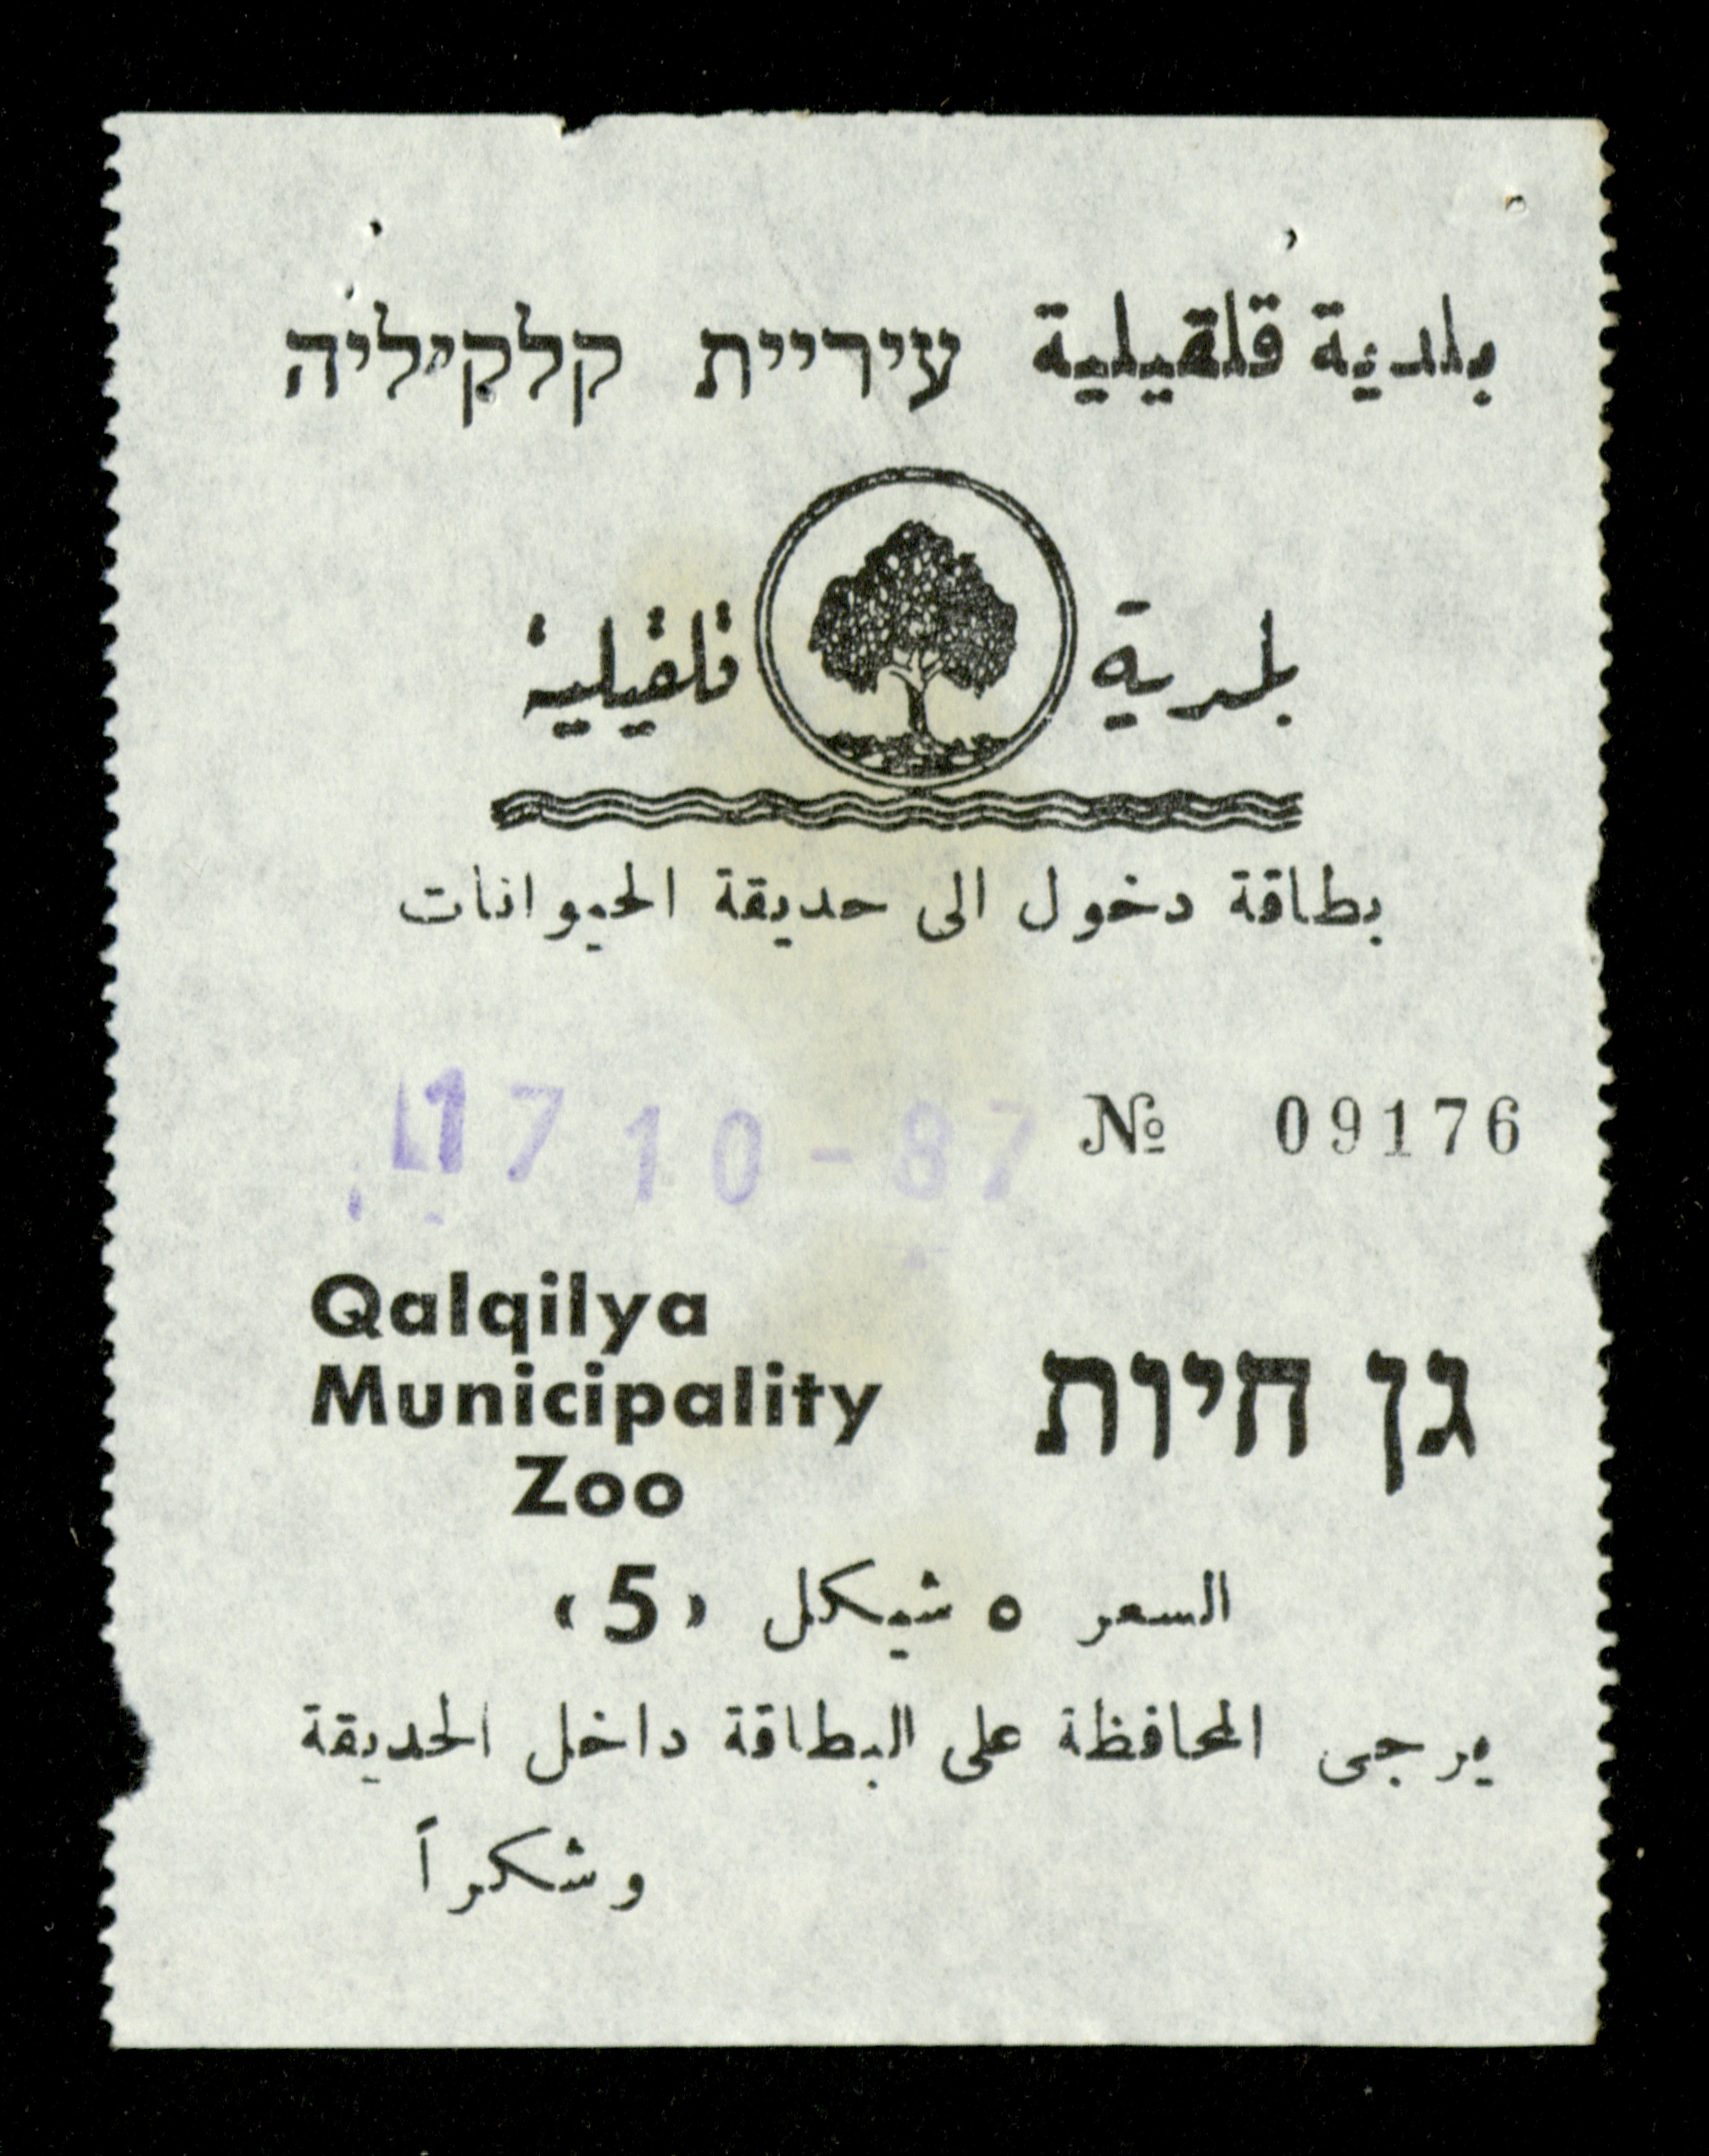 بلدية قلقيلية עיריית קלקיליה
بلدية قلقيلية
بطاقة دخول الى حديقة الحيوانات
17 10 - 87 № 09176
Qalqilya
Municipality
Zoo
גן חיות
السعر ٥ شيكل «5»
يرجى المحافظة على البطاقة داخل الحديقة
وشكراً